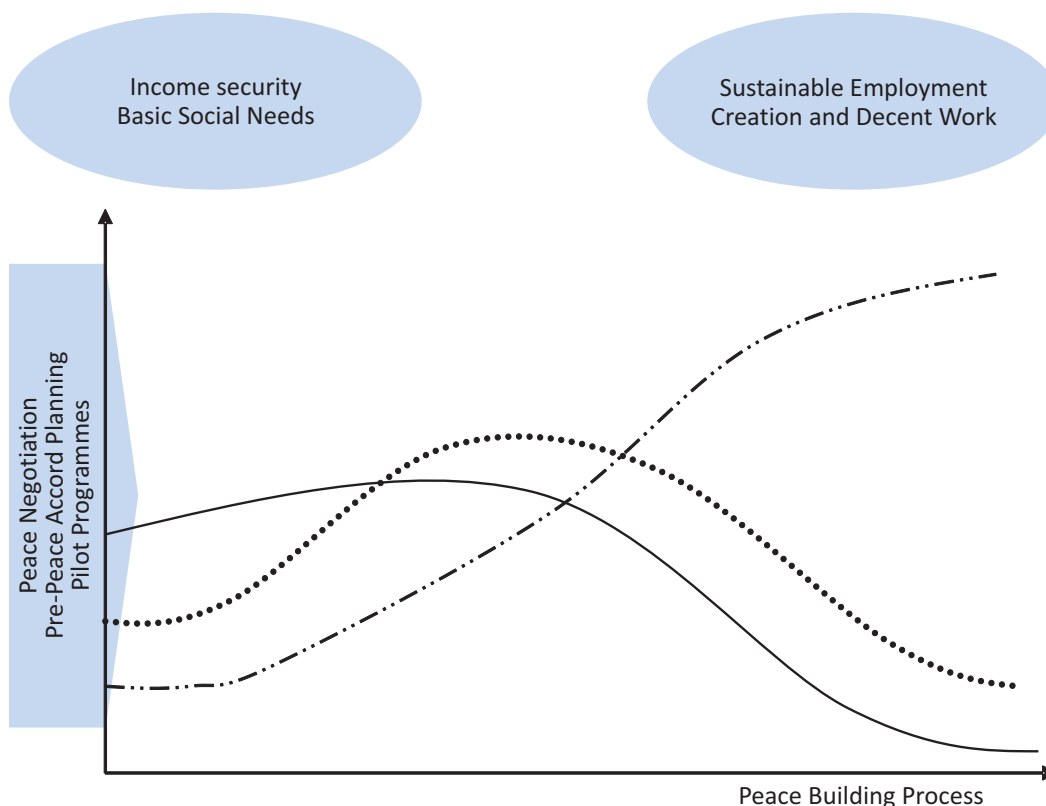 Income security
Basic Social Needs
Sustainable Employment
Creation and Decent Work
Peace Negotiation
Pre-Peace Accord Planning
Pilot Programmes
Peace Building Process